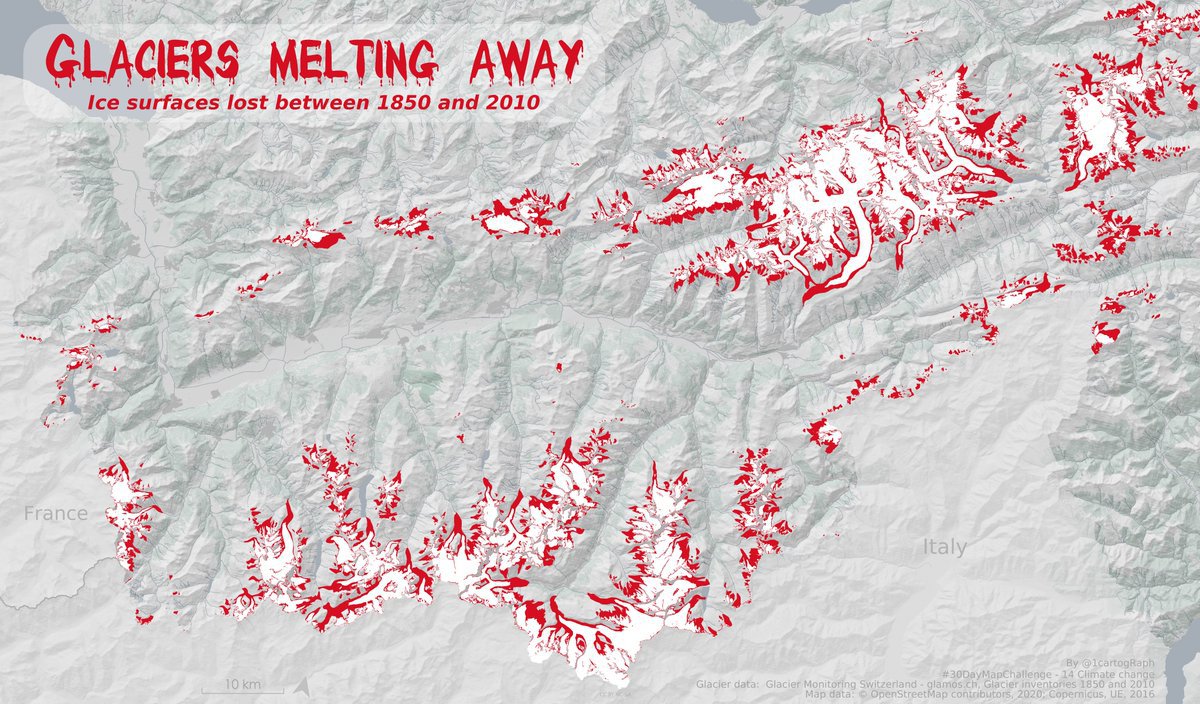 GLACIERS MELTING AWAY
Ice surfaces lost between 1850 and 2010
France
Italy
10 km
By @1cartogRaph
#30DayMapChallenge - 14 Climate change
Glacier data:  Glacier Monitoring Switzerland - glamos.ch, Glacier inventories 1850 and 2010
Map data: © OpenStreetMap contributors, 2020; Copernicus, UE, 2016